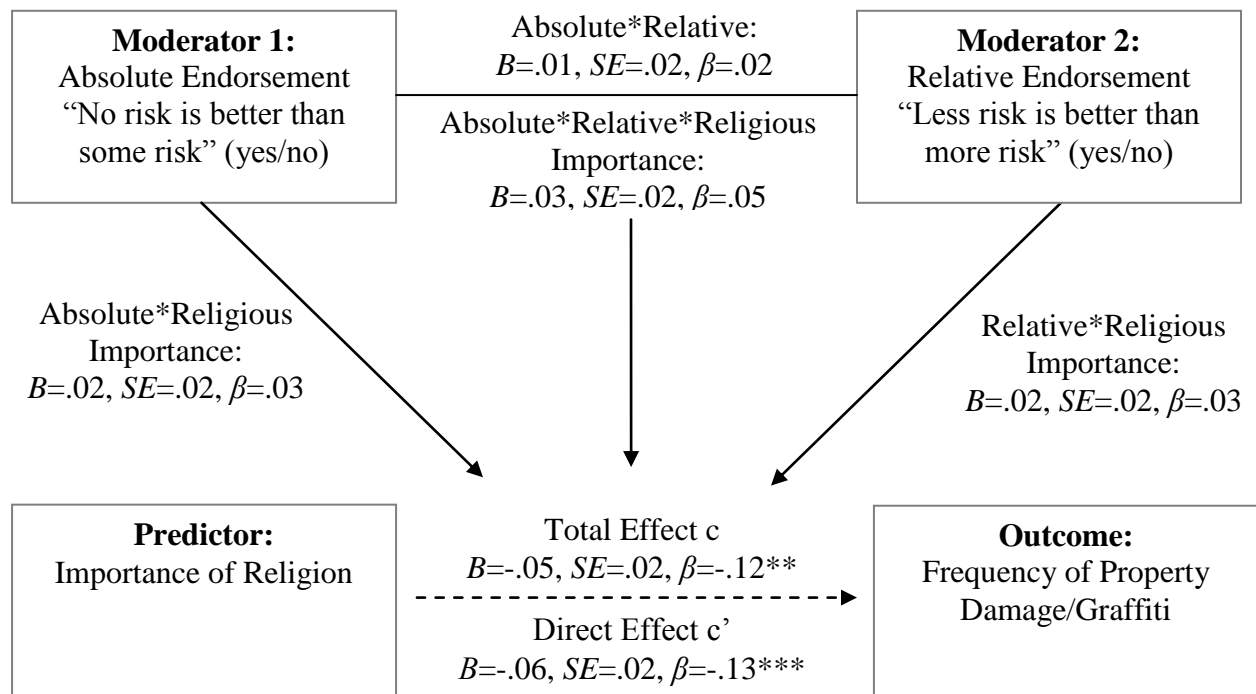 Moderator 1:
Absolute Endorsement
“No risk is better than
some risk” (yes/no)
Absolute*Relative:
B=.01, SE=.02, β=.02
Absolute*Relative*Religious
Importance:
B=.03, SE=.02, β=.05
Moderator 2:
Relative Endorsement
“Less risk is better than
more risk” (yes/no)
Absolute*Religious
Importance:
B=.02, SE=.02, β=.03
Relative*Religious
Importance:
B=.02, SE=.02, β=.03
Predictor:
Importance of Religion
Total Effect c
B=-.05, SE=.02, β=-.12**
Direct Effect c’
B=-.06, SE=.02, β=-.13***
Outcome:
Frequency of Property
Damage/Graffiti